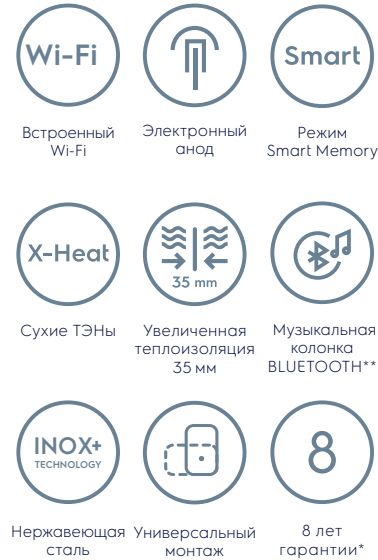 Wi-Fi
Smart
Встроенный
Wi-Fi
Электронный
анод
Режим
Smart Memory
X-Heat
35 mm
Сухие ТЭНы
Увеличенная
теплоизоляция
35 мм
Музыкальная
колонка
BLUETOOTH**
INOX+
TECHNOLOGY
8
Нержавеющая
сталь
Универсальный
монтаж
8 лет
гарантии*